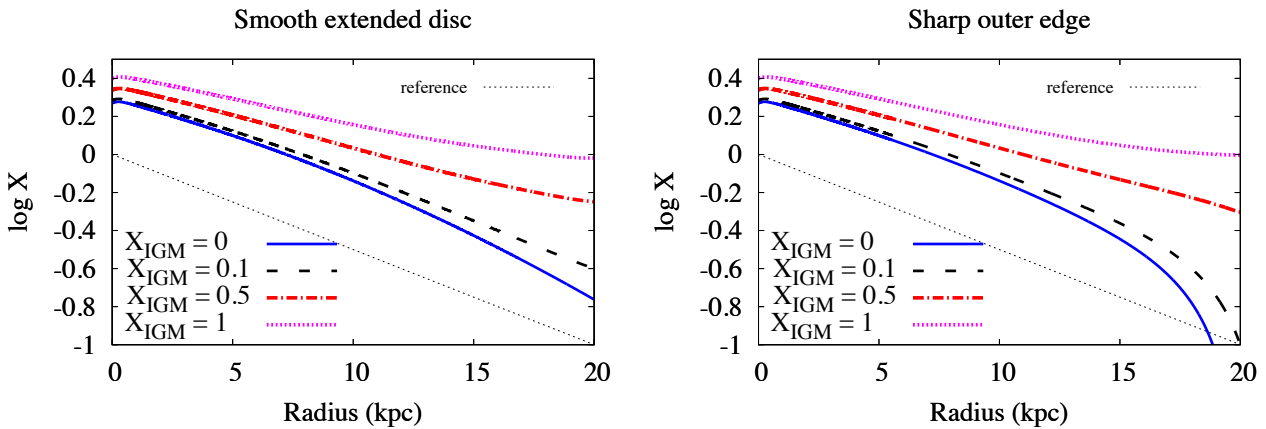 Smooth extended disc
log X
0.4
0.2
0
-0.2
-0.4
-0.6
-0.8
-1
reference
X_IGM = 0
X_IGM = 0.1
X_IGM = 0.5
X_IGM = 1
0 5 10 15 20
Radius (kpc)
Sharp outer edge
log X
0.4
0.2
0
-0.2
-0.4
-0.6
-0.8
-1
reference
X_IGM = 0
X_IGM = 0.1
X_IGM = 0.5
X_IGM = 1
0 5 10 15 20
Radius (kpc)